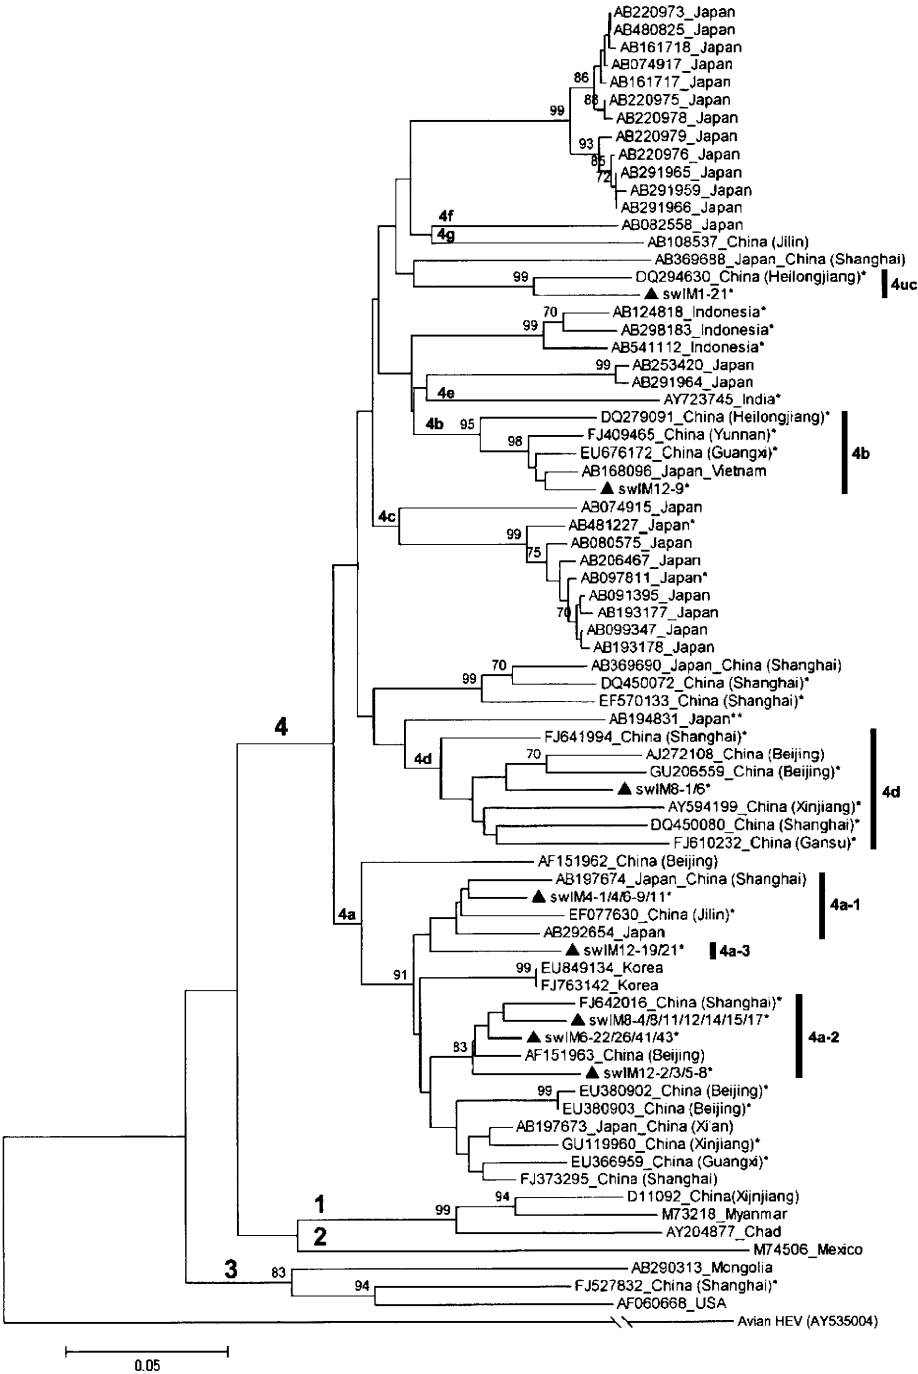 AB220973_Japan
AB480825_Japan
AB161718_Japan
AB074917_Japan
86 AB161717_Japan
88 AB220975_Japan
99 AB220978_Japan
AB220979_Japan
93 AB220976_Japan
85 AB291965_Japan
72 AB291959_Japan
AB291966_Japan
4f AB082558_Japan
4g AB108537_China (Jilin)
AB369688_Japan_China (Shanghai)
99 DQ294630_China (Heilongjiang)* 4uc
▲ swIM1-21*
70 AB124818_Indonesia*
99 AB298183_Indonesia*
AB541112_Indonesia*
99 AB253420_Japan
AB291964_Japan
4e AY723745_India*
4b 95 DQ279091_China (Heilongjiang)*
98 FJ409465_China (Yunnan)*
EU676172_China (Guangxi)* 4b
AB168096_Japan_Vietnam
▲ swIM12-9*
4c AB074915_Japan
99 AB481227_Japan*
75 AB080575_Japan
AB206467_Japan
AB097811_Japan*
AB091395_Japan
70 AB193177_Japan
AB099347_Japan
AB193178_Japan
70 AB369690_Japan_China (Shanghai)
99 DQ450072_China (Shanghai)*
EF570133_China (Shanghai)*
4 AB194831_Japan**
FJ641994_China (Shanghai)*
4d 70 AJ272108_China (Beijing)
GU206559_China (Beijing)*
▲ swIM8-1/6* 4d
AY594199_China (Xinjiang)*
DQ450080_China (Shanghai)*
FJ610232_China (Gansu)*
AF151962_China (Beijing)
AB197674_Japan_China (Shanghai)
▲ swIM4-1/4/6-9/11* 4a-1
4a EF077630_China (Jilin)*
AB292654_Japan
▲ swIM12-19/21* 4a-3
91 99 EU849134_Korea
FJ763142_Korea
FJ642016_China (Shanghai)*
▲ swIM8-4/8/11/12/14/15/17*
▲ swIM6-22/26/41/43* 4a-2
83 AF151963_China (Beijing)
▲ swIM12-2/3/5-8*
99 EU380902_China (Beijing)*
EU380903_China (Beijing)*
AB197673_Japan_China (Xi'an)
GU119960_China (Xinjiang)*
EU366959_China (Guangxi)*
FJ373295_China (Shanghai)
1 94 D11092_China(Xijnjiang)
99 M73218_Myanmar
2 AY204877_Chad
M74506_Mexico
3 83 AB290313_Mongolia
94 FJ527832_China (Shanghai)*
AF060668_USA
Avian HEV (AY535004)
0.05